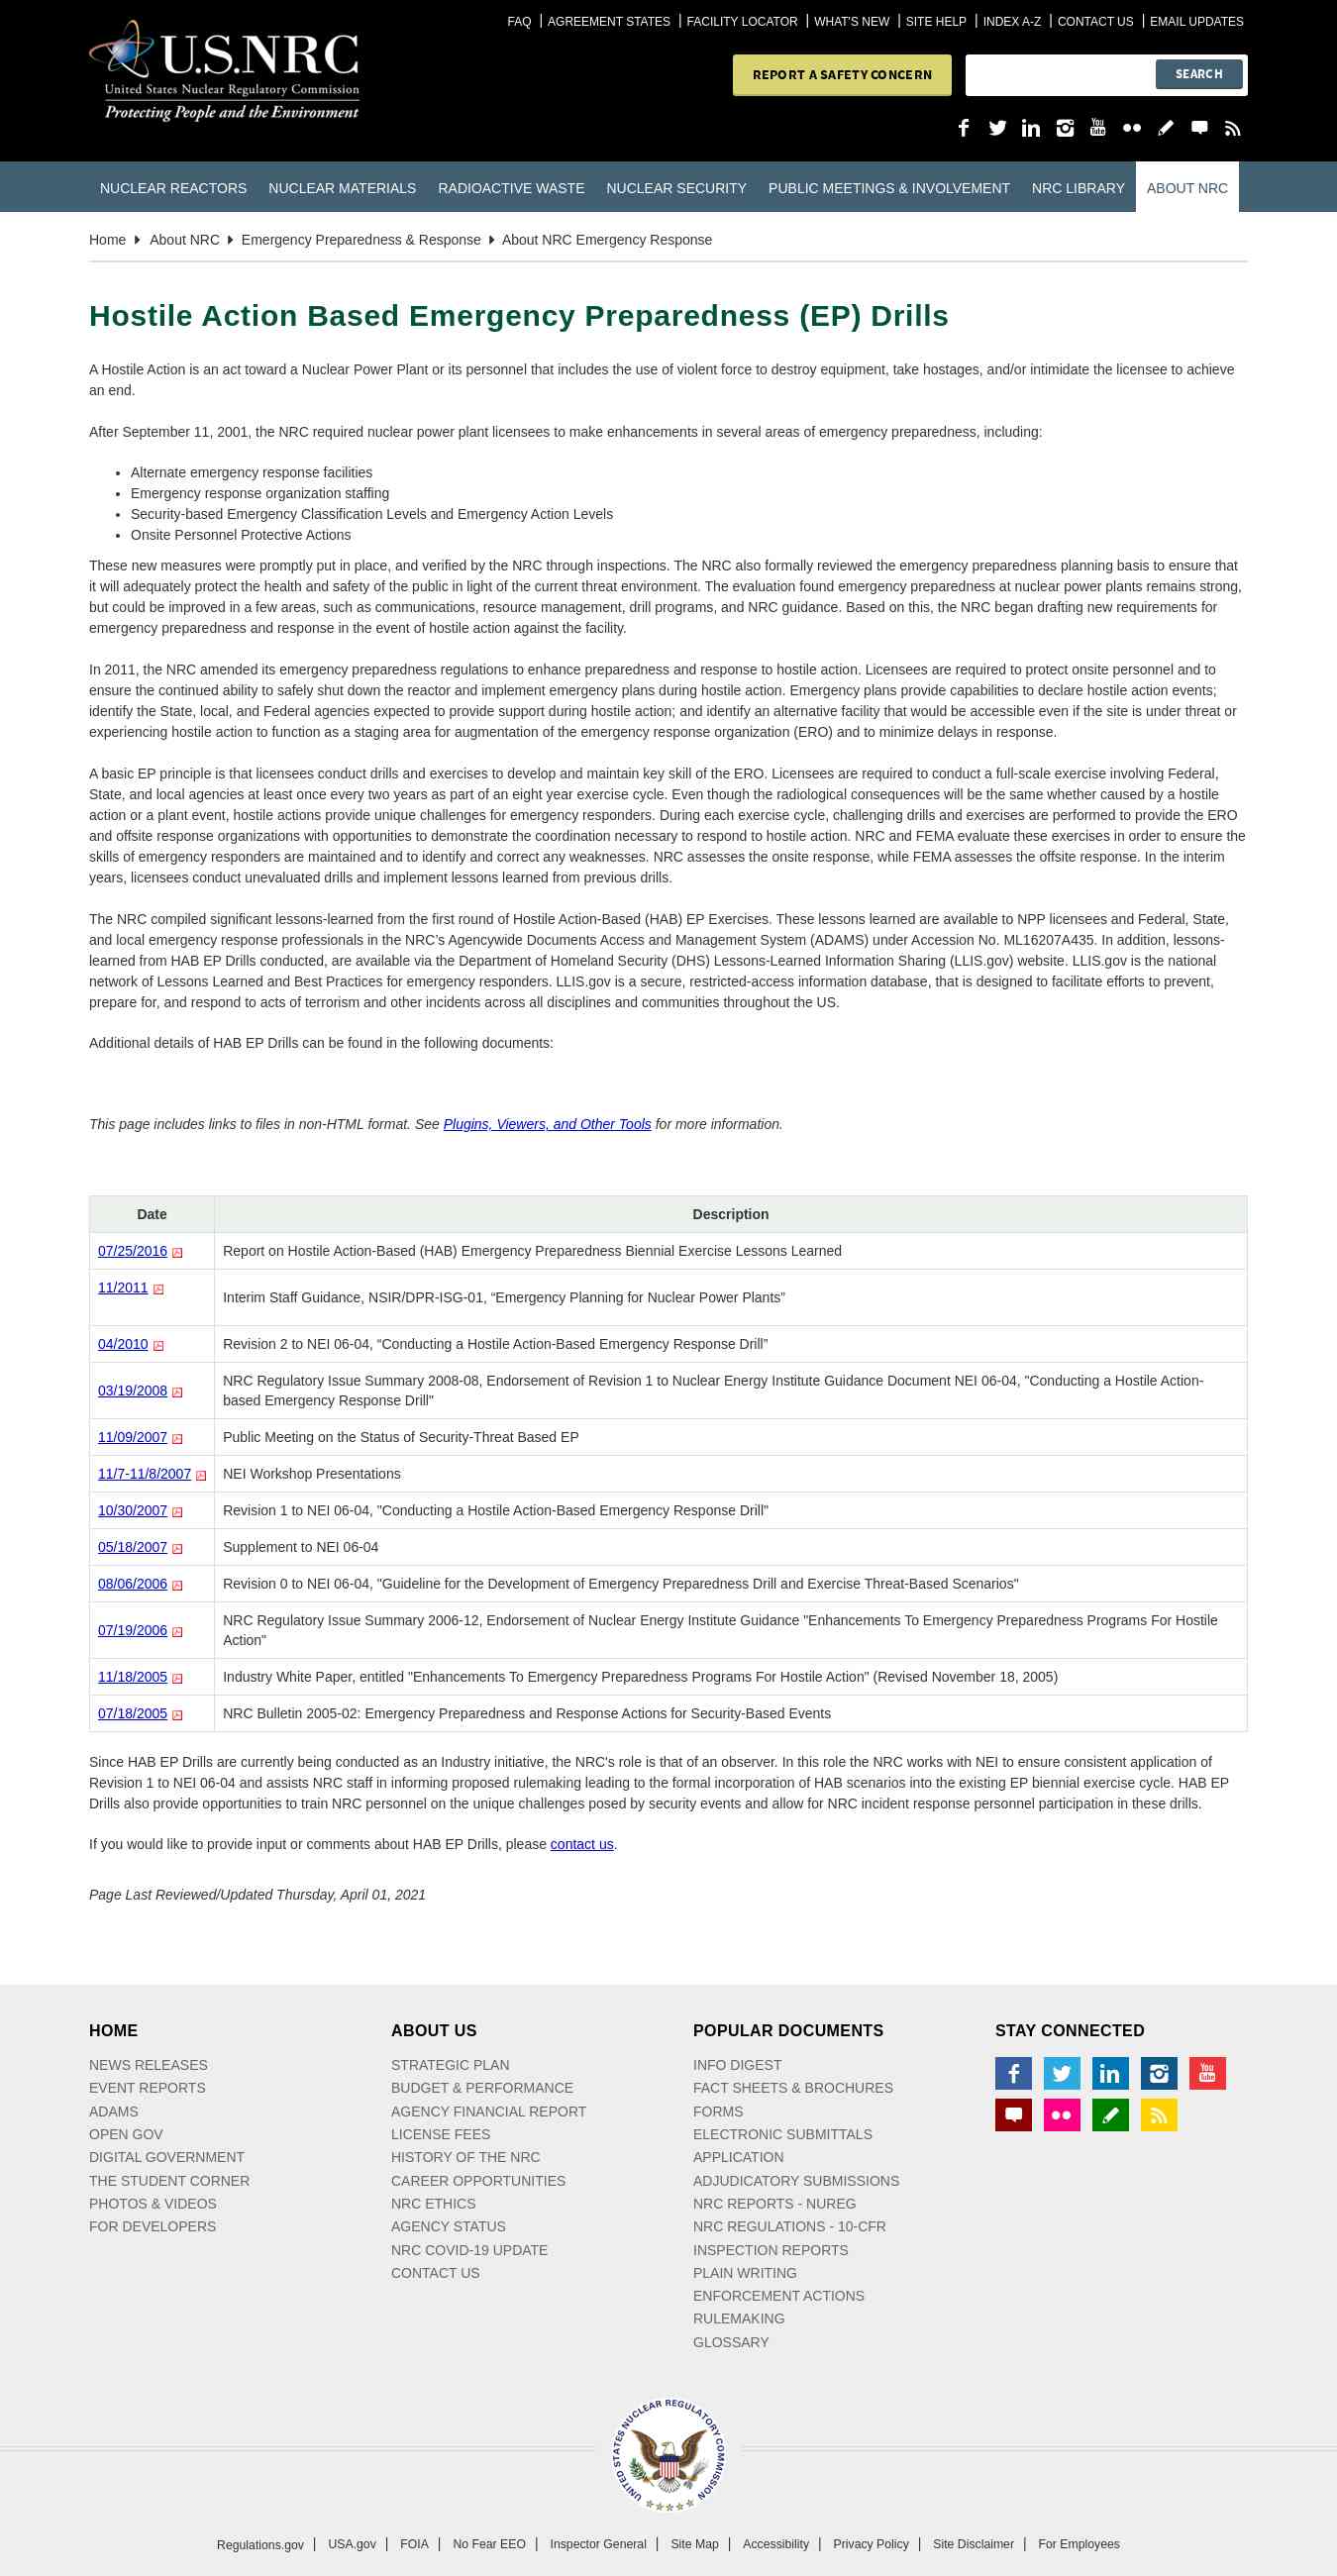 FAQ | AGREEMENT STATES | FACILITY LOCATOR | WHAT'S NEW | SITE HELP | INDEX A-Z | CONTACT US | EMAIL UPDATES
U.S.NRC
United States Nuclear Regulatory Commission
Protecting People and the Environment
REPORT A SAFETY CONCERN
SEARCH
You Tube
NUCLEAR REACTORS NUCLEAR MATERIALS RADIOACTIVE WASTE NUCLEAR SECURITY PUBLIC MEETINGS & INVOLVEMENT NRC LIBRARY ABOUT NRC
Home About NRC Emergency Preparedness & Response About NRC Emergency Response
Hostile Action Based Emergency Preparedness (EP) Drills
A Hostile Action is an act toward a Nuclear Power Plant or its personnel that includes the use of violent force to destroy equipment, take hostages, and/or intimidate the licensee to achieve
an end.
After September 11, 2001, the NRC required nuclear power plant licensees to make enhancements in several areas of emergency preparedness, including:
• Alternate emergency response facilities
• Emergency response organization staffing
• Security-based Emergency Classification Levels and Emergency Action Levels
• Onsite Personnel Protective Actions
These new measures were promptly put in place, and verified by the NRC through inspections. The NRC also formally reviewed the emergency preparedness planning basis to ensure that
it will adequately protect the health and safety of the public in light of the current threat environment. The evaluation found emergency preparedness at nuclear power plants remains strong,
but could be improved in a few areas, such as communications, resource management, drill programs, and NRC guidance. Based on this, the NRC began drafting new requirements for
emergency preparedness and response in the event of hostile action against the facility.
In 2011, the NRC amended its emergency preparedness regulations to enhance preparedness and response to hostile action. Licensees are required to protect onsite personnel and to
ensure the continued ability to safely shut down the reactor and implement emergency plans during hostile action. Emergency plans provide capabilities to declare hostile action events;
identify the State, local, and Federal agencies expected to provide support during hostile action; and identify an alternative facility that would be accessible even if the site is under threat or
experiencing hostile action to function as a staging area for augmentation of the emergency response organization (ERO) and to minimize delays in response.
A basic EP principle is that licensees conduct drills and exercises to develop and maintain key skill of the ERO. Licensees are required to conduct a full-scale exercise involving Federal,
State, and local agencies at least once every two years as part of an eight year exercise cycle. Even though the radiological consequences will be the same whether caused by a hostile
action or a plant event, hostile actions provide unique challenges for emergency responders. During each exercise cycle, challenging drills and exercises are performed to provide the ERO
and offsite response organizations with opportunities to demonstrate the coordination necessary to respond to hostile action. NRC and FEMA evaluate these exercises in order to ensure the
skills of emergency responders are maintained and to identify and correct any weaknesses. NRC assesses the onsite response, while FEMA assesses the offsite response. In the interim
years, licensees conduct unevaluated drills and implement lessons learned from previous drills.
The NRC compiled significant lessons-learned from the first round of Hostile Action-Based (HAB) EP Exercises. These lessons learned are available to NPP licensees and Federal, State,
and local emergency response professionals in the NRC's Agencywide Documents Access and Management System (ADAMS) under Accession No. ML16207A435. In addition, lessons-
learned from HAB EP Drills conducted, are available via the Department of Homeland Security (DHS) Lessons-Learned Information Sharing (LLIS.gov) website. LLIS.gov is the national
network of Lessons Learned and Best Practices for emergency responders. LLIS.gov is a secure, restricted-access information database, that is designed to facilitate efforts to prevent,
prepare for, and respond to acts of terrorism and other incidents across all disciplines and communities throughout the US.
Additional details of HAB EP Drills can be found in the following documents:
This page includes links to files in non-HTML format. See Plugins, Viewers, and Other Tools for more information.
Date Description
07/25/2016 Report on Hostile Action-Based (HAB) Emergency Preparedness Biennial Exercise Lessons Learned
11/2011 Interim Staff Guidance, NSIR/DPR-ISG-01, “Emergency Planning for Nuclear Power Plants”
04/2010 Revision 2 to NEI 06-04, “Conducting a Hostile Action-Based Emergency Response Drill”
03/19/2008 NRC Regulatory Issue Summary 2008-08, Endorsement of Revision 1 to Nuclear Energy Institute Guidance Document NEI 06-04, "Conducting a Hostile Action-
based Emergency Response Drill"
11/09/2007 Public Meeting on the Status of Security-Threat Based EP
11/7-11/8/2007 NEI Workshop Presentations
10/30/2007 Revision 1 to NEI 06-04, "Conducting a Hostile Action-Based Emergency Response Drill"
05/18/2007 Supplement to NEI 06-04
08/06/2006 Revision 0 to NEI 06-04, "Guideline for the Development of Emergency Preparedness Drill and Exercise Threat-Based Scenarios"
07/19/2006 NRC Regulatory Issue Summary 2006-12, Endorsement of Nuclear Energy Institute Guidance "Enhancements To Emergency Preparedness Programs For Hostile
Action"
11/18/2005 Industry White Paper, entitled "Enhancements To Emergency Preparedness Programs For Hostile Action" (Revised November 18, 2005)
07/18/2005 NRC Bulletin 2005-02: Emergency Preparedness and Response Actions for Security-Based Events
Since HAB EP Drills are currently being conducted as an Industry initiative, the NRC's role is that of an observer. In this role the NRC works with NEI to ensure consistent application of
Revision 1 to NEI 06-04 and assists NRC staff in informing proposed rulemaking leading to the formal incorporation of HAB scenarios into the existing EP biennial exercise cycle. HAB EP
Drills also provide opportunities to train NRC personnel on the unique challenges posed by security events and allow for NRC incident response personnel participation in these drills.
If you would like to provide input or comments about HAB EP Drills, please contact us.
Page Last Reviewed/Updated Thursday, April 01, 2021
HOME
NEWS RELEASES
EVENT REPORTS
ADAMS
OPEN GOV
DIGITAL GOVERNMENT
THE STUDENT CORNER
PHOTOS & VIDEOS
FOR DEVELOPERS
ABOUT US
STRATEGIC PLAN
BUDGET & PERFORMANCE
AGENCY FINANCIAL REPORT
LICENSE FEES
HISTORY OF THE NRC
CAREER OPPORTUNITIES
NRC ETHICS
AGENCY STATUS
NRC COVID-19 UPDATE
CONTACT US
POPULAR DOCUMENTS
INFO DIGEST
FACT SHEETS & BROCHURES
FORMS
ELECTRONIC SUBMITTALS
APPLICATION
ADJUDICATORY SUBMISSIONS
NRC REPORTS - NUREG
NRC REGULATIONS - 10-CFR
INSPECTION REPORTS
PLAIN WRITING
ENFORCEMENT ACTIONS
RULEMAKING
GLOSSARY
STAY CONNECTED
You Tube
UNITED STATES NUCLEAR REGULATORY COMMISSION
Regulations.gov | USA.gov | FOIA | No Fear EEO | Inspector General | Site Map | Accessibility | Privacy Policy | Site Disclaimer | For Employees